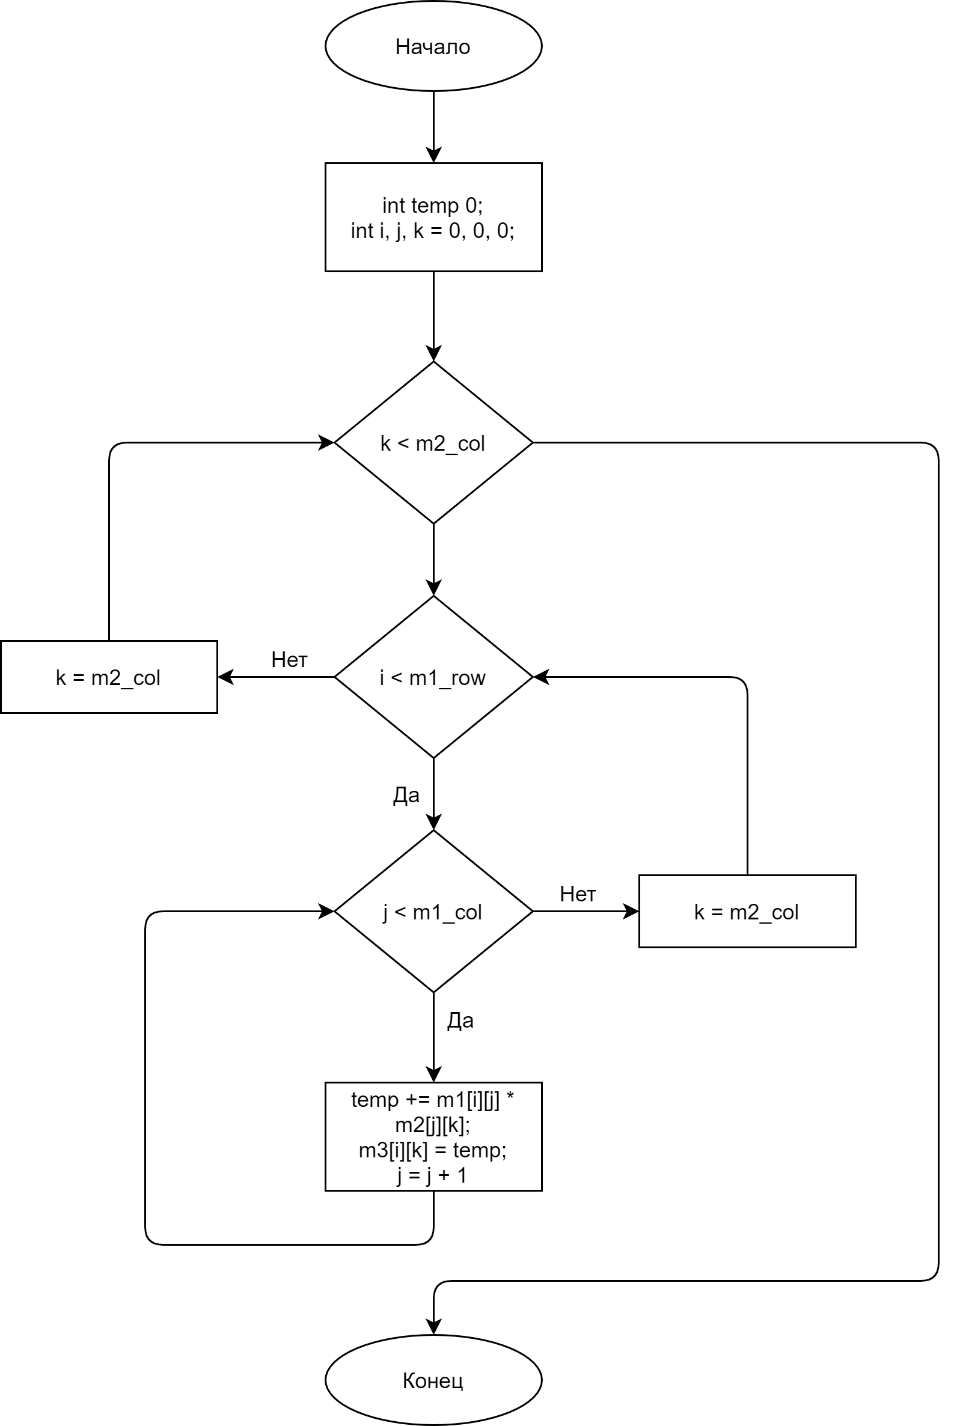 Начало
int temp 0;
int i, j, k = 0, 0, 0;
k < m2_col
Нет
k = m2_col
i < m1_row
Да
j < m1_col
Нет
k = m2_col
Да
temp += m1[i][j] *
m2[j][k];
m3[i][k] = temp;
j = j + 1
Конец